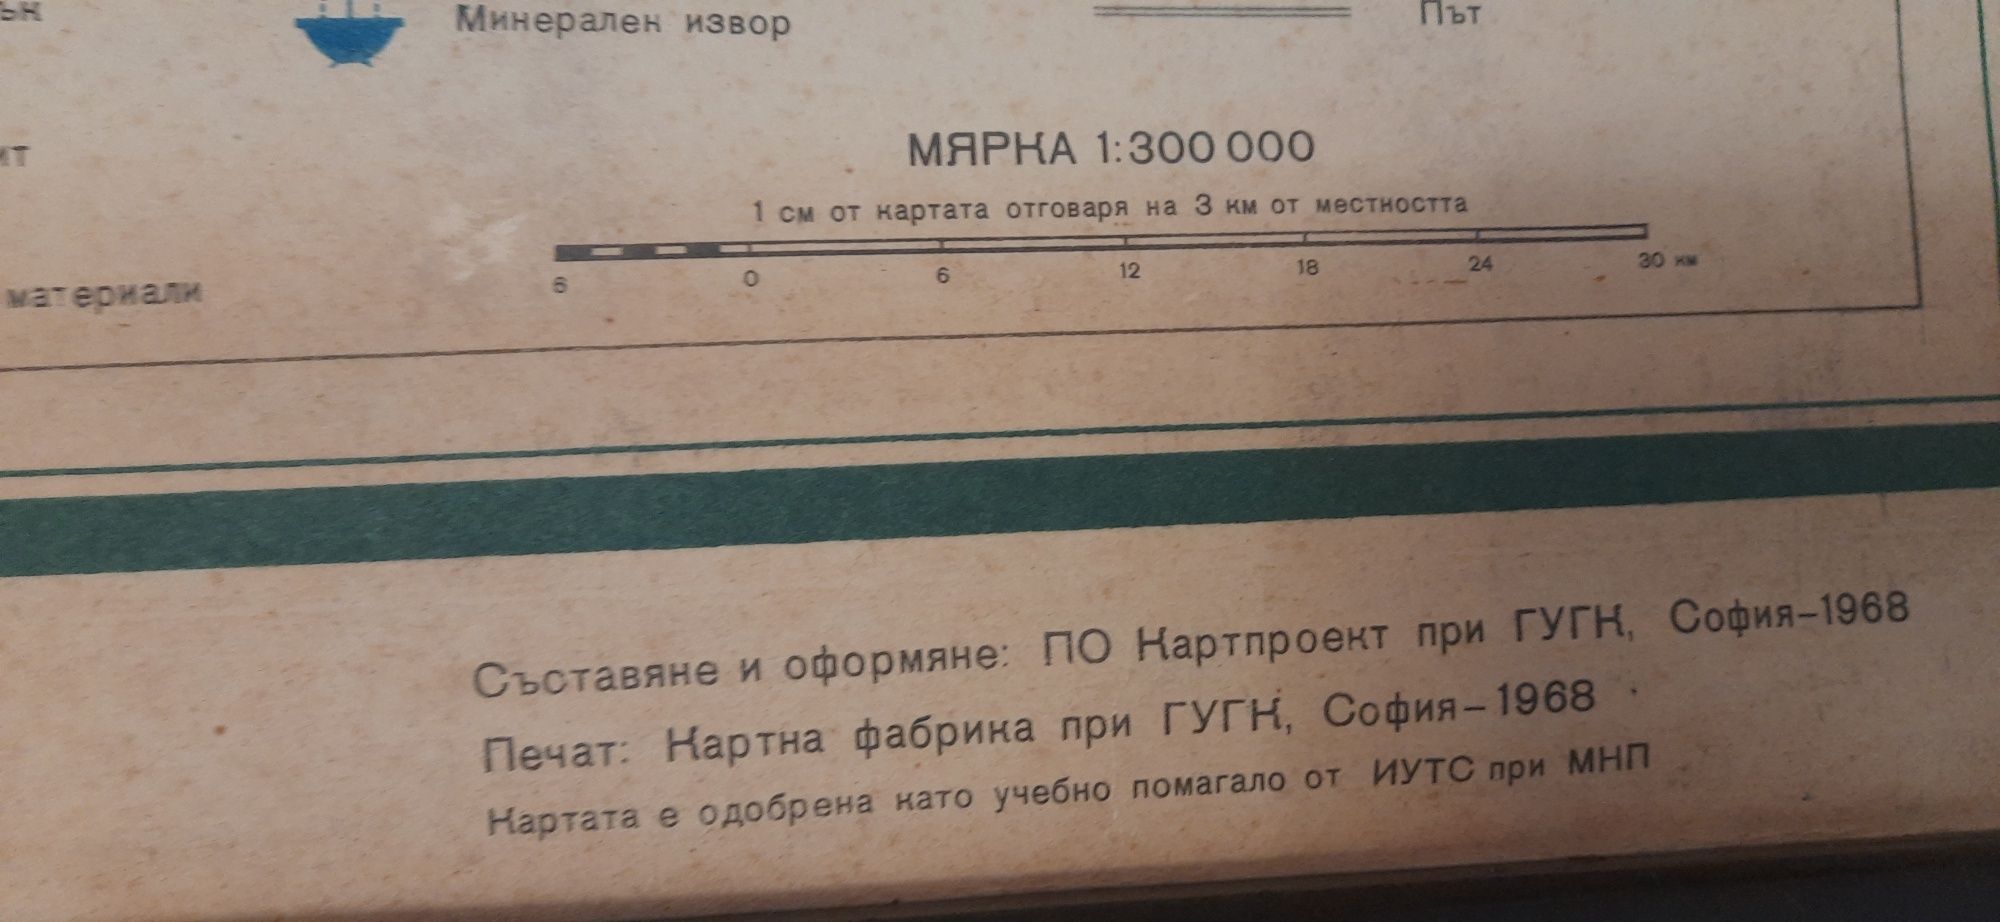 Минерален извор
Път
МЯРКА 1:300 000
1 см от картата отговаря на 3 км от местността
6 0 6 12 18 24 30 км
материали
Съставяне и оформяне: ПО Картпроект при ГУГК, София–1968
Печат: Картна фабрика при ГУГК, София–1968
Картата е одобрена като учебно помагало от ИУТС при МНП